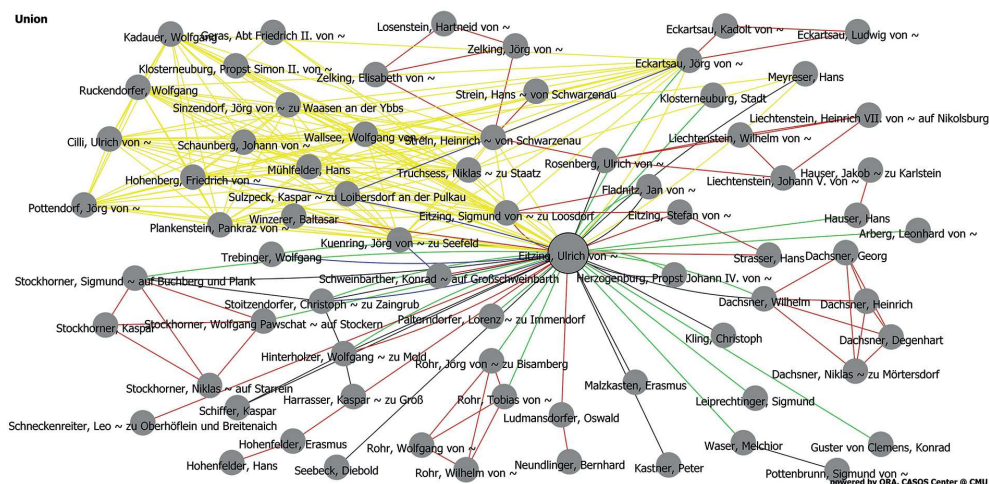 Union
Losenstein, Hartneid von ~
Eckartsau, Kadolt von ~
Eckartsau, Ludwig von ~
Kadauer, Wolfgang
Geras, Abt Friedrich II. von ~
Zelking, Jörg von ~
Eckartsau, Jörg von ~
Klosterneuburg, Propst Simon II. von ~
Zelking, Elisabeth von ~
Meyreser, Hans
Ruckendorfer, Wolfgang
Strein, Hans ~ von Schwarzenau
Klosterneuburg, Stadt
Sinzendorf, Jörg von ~ zu Waasen an der Ybbs
Liechtenstein, Heinrich VII. von ~ auf Nikolsburg
Cilli, Ulrich von ~
Schaunberg, Johann von ~
Wallsee, Wolfgang von ~
Strein, Heinrich ~ von Schwarzenau
Liechtenstein, Wilhelm von ~
Rosenberg, Ulrich von ~
Mühlfelder, Hans
Truchsess, Niklas ~ zu Staatz
Hauser, Jakob ~ zu Karlstein
Hohenberg, Friedrich von ~
Liechtenstein, Johann V. von ~
Fladnitz, Jan von ~
Sulzpeck, Kaspar ~ zu Loibersdorf an der Pulkau
Pottendorf, Jörg von ~
Winzerer, Baltasar
Eitzing, Sigmund von ~ zu Loosdorf
Eitzing, Stefan von ~
Hauser, Hans
Plankenstein, Pankraz von ~
Arberg, Leonhard von ~
Kuenring, Jörg von ~ zu Seefeld
Trebinger, Wolfgang
Eitzing, Ulrich von ~
Strasser, Hans
Dachsner, Georg
Stockhorner, Sigmund ~ auf Buchberg und Plank
Schweinbarther, Konrad ~ auf Großschweinbarth
Herzogenburg, Propst Johann IV. von ~
Stoitzendorfer, Christoph ~ zu Zaingrub
Dachsner, Wilhelm
Dachsner, Heinrich
Stockhorner, Kaspar
Stockhorner, Wolfgang Pawschat ~ auf Stockern
Palterndorfer, Lorenz ~ zu Immendorf
Kling, Christoph
Dachsner, Degenhart
Hinterholzer, Wolfgang ~ zu Mold
Rohr, Jörg ~ zu Bisamberg
Dachsner, Niklas ~ zu Mörtersdorf
Stockhorner, Niklas ~ auf Starrein
Malzkasten, Erasmus
Leiprechtinger, Sigmund
Harrasser, Kaspar ~ zu Groß
Rohr, Tobias von ~
Schiffer, Kaspar
Ludmansdorfer, Oswald
Schneckenreiter, Leo ~ zu Oberhöflein und Breitenaich
Hohenfelder, Erasmus
Rohr, Wolfgang von ~
Waser, Melchior
Guster von Clemens, Konrad
Hohenfelder, Hans
Seebeck, Diebold
Rohr, Wilhelm von ~
Neundlinger, Bernhard
Kastner, Peter
Pottenbrunn, Sigmund von ~
powered by ORA, CASOS Center @ CMU